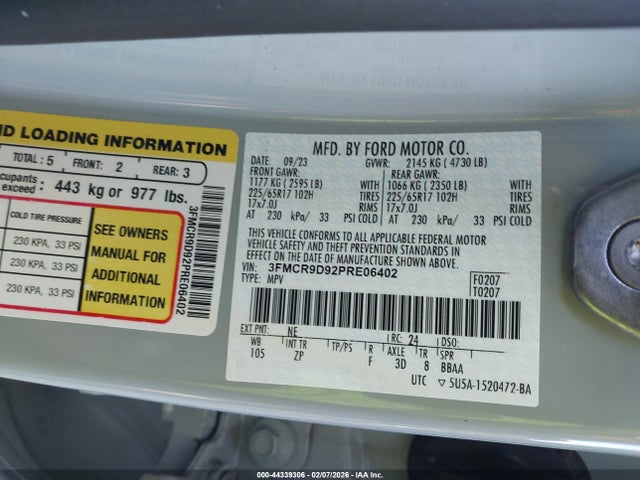 ND LOADING INFORMATION
TOTAL: 5 FRONT: 2 REAR: 3
cupants should
exceed: 443 kg or 977 lbs.
COLD TIRE PRESSURE
230 KPA, 33 PSI
230 KPA, 33 PSI
230 KPA, 33 PSI
SEE OWNERS
MANUAL FOR
ADDITIONAL
INFORMATION
3FMCR9D92PRE06402
MFD. BY FORD MOTOR CO.
DATE: 09/23 GVWR: 2145 KG ( 4730 LB)
FRONT GAWR: REAR GAWR:
1177 KG ( 2595 LB) WITH 1066 KG ( 2350 LB) WITH
225/65R17 102H TIRES 225/65R17 102H TIRES
17x7.0J RIMS 17x7.0J RIMS
AT 230 kPa/ 33 PSI COLD AT 230 kPa/ 33 PSI COLD
THIS VEHICLE CONFORMS TO ALL APPLICABLE FEDERAL MOTOR
VEHICLE SAFETY AND THEFT PREVENTION STANDARDS IN
EFFECT ON THE DATE OF MANUFACTURE SHOWN ABOVE.
VIN: 3FMCR9D92PRE06402
TYPE: MPV
F0207
T0207
EXT PNT: NE RC: 24 DSO:
WB INT TR TP/PS R AXLE TR SPR
105 ZP F 3D 8 BBAA
UTC ▽ 5U5A-1520472-BA
000-44339306 - 02/07/2026 - IAA, Inc.